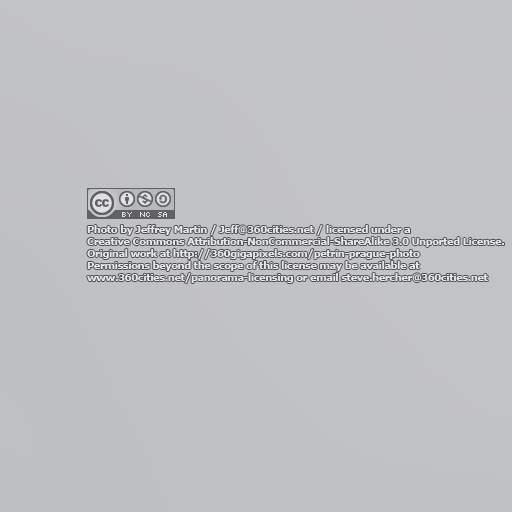 cc
BY NC SA
Photo by Jeffrey Martin / Jeff@360cities.net / licensed under a
Creative Commons Attribution-NonCommercial-ShareAlike 3.0 Unported License.
Original work at http://360gigapixels.com/petrin-prague-photo
Permissions beyond the scope of this license may be available at
www.360cities.net/panorama-licensing or email steve.hercher@360cities.net